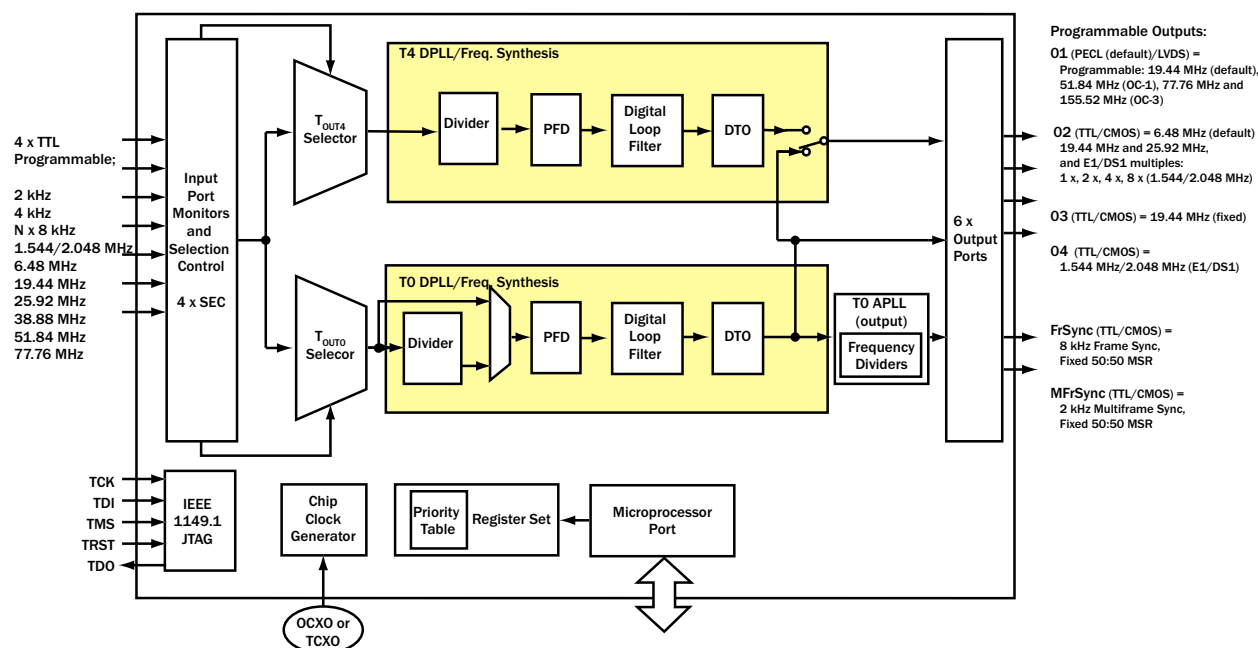 4 x TTL
Programmable;
2 kHz
4 kHz
N x 8 kHz
1.544/2.048 MHz
6.48 MHz
19.44 MHz
25.92 MHz
38.88 MHz
51.84 MHz
77.76 MHz
Input
Port
Monitors
and
Selection
Control
4 x SEC
TOUT4
Selector
T4 DPLL/Freq. Synthesis
Divider
PFD
Digital
Loop
Filter
DTO
TOUT0
Selecor
T0 DPLL/Freq. Synthesis
Divider
PFD
Digital
Loop
Filter
DTO
T0 APLL
(output)
Frequency
Dividers
6 x
Output
Ports
Programmable Outputs:
01 (PECL (default)/LVDS) =
Programmable: 19.44 MHz (default),
51.84 MHz (OC-1), 77.76 MHz and
155.52 MHz (OC-3)
02 (TTL/CMOS) = 6.48 MHz (default)
19.44 MHz and 25.92 MHz,
and E1/DS1 multiples:
1 x, 2 x, 4 x, 8 x (1.544/2.048 MHz)
03 (TTL/CMOS) = 19.44 MHz (fixed)
04 (TTL/CMOS) =
1.544 MHz/2.048 MHz (E1/DS1)
FrSync (TTL/CMOS) =
8 kHz Frame Sync,
Fixed 50:50 MSR
MFrSync (TTL/CMOS) =
2 kHz Multiframe Sync,
Fixed 50:50 MSR
TCK
TDI
TMS
TRST
TDO
IEEE
1149.1
JTAG
Chip
Clock
Generator
OCXO or
TCXO
Priority
Table
Register Set
Microprocessor
Port